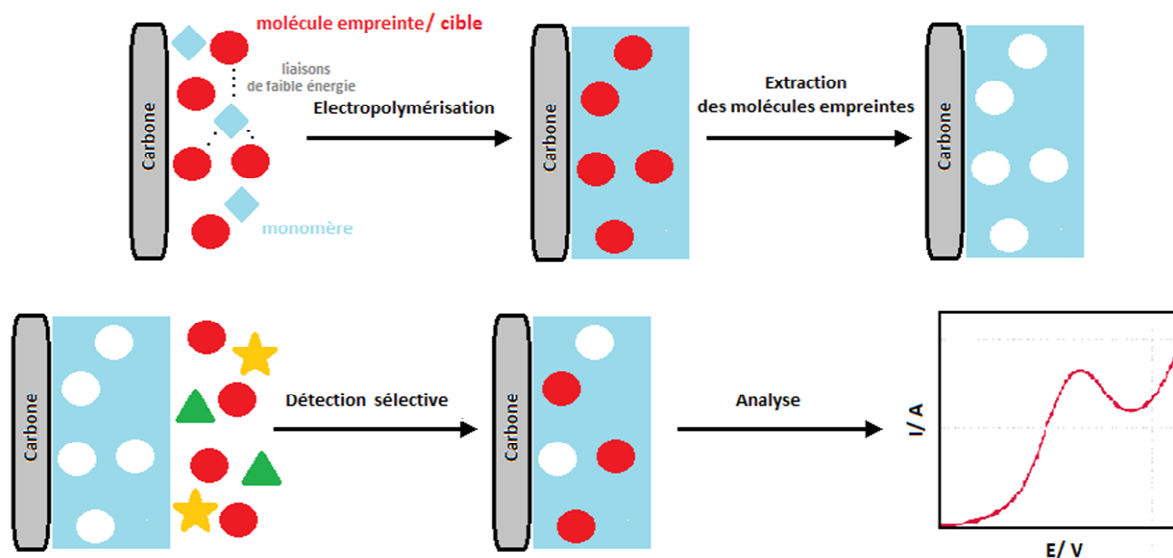 molécule empreinte/ cible
liaisons
de faible énergie
Carbone
monomère
Electropolymérisation
Carbone
Extraction
des molécules empreintes
Carbone
Carbone
Détection sélective
Carbone
Analyse
I/ A
E/ V